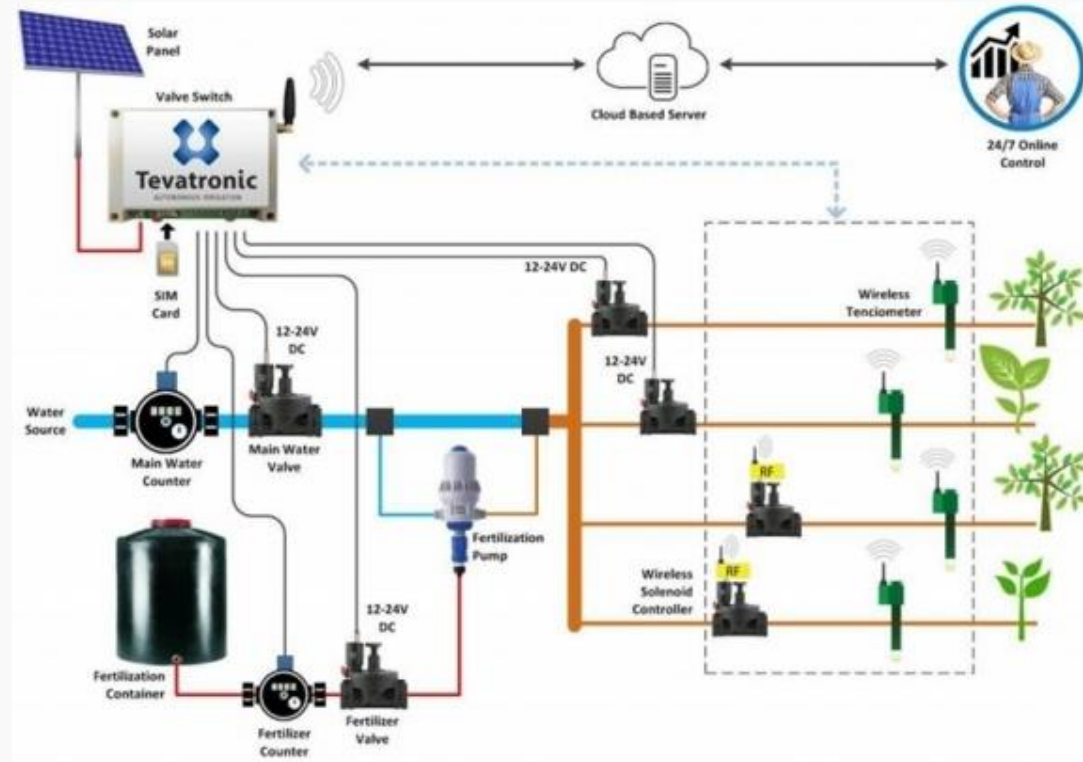 Solar
Panel
Valve Switch
Tevatronic
AUTONOMOUS IRRIGATION
SIM
Card
Cloud Based Server
24/7 Online
Control
12-24V DC
Wireless
Tenciometer
12-24V
DC
12-24V
DC
Water
Source
Main Water
Counter
Main Water
Valve
RF
Fertilization
Pump
RF
Wireless
Solenoid
Controller
12-24V
DC
Fertilization
Container
Fertilizer
Counter
Fertilizer
Valve